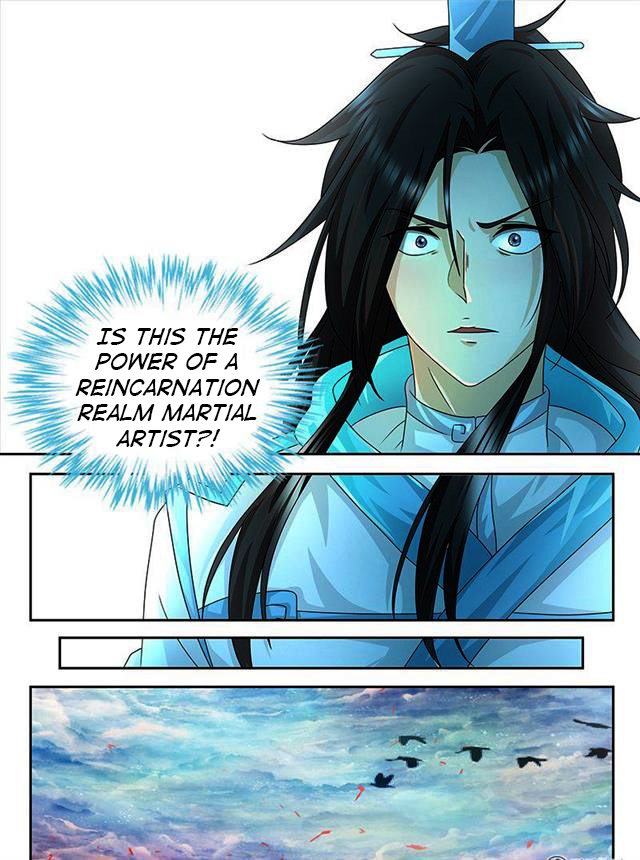 IS THIS THE
POWER OF A
REINCARNATION
REALM MARTIAL
ARTIST?!